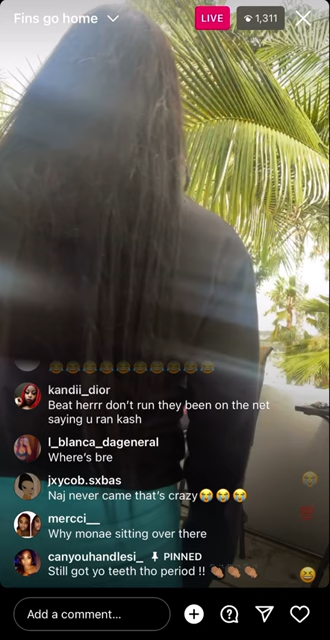 Fins go home
LIVE
1,311
kandii_dior
Beat herrr don’t run they been on the net
saying u ran kash
l_blanca_dageneral
Where’s bre
jxycob.sxbas
Naj never came that’s crazy😭😭😭
mercci__
Why monae sitting over there
canyouhandlesi_ PINNED
Still got yo teeth tho period !! 👏🏽👏🏽👏🏽
Add a comment...